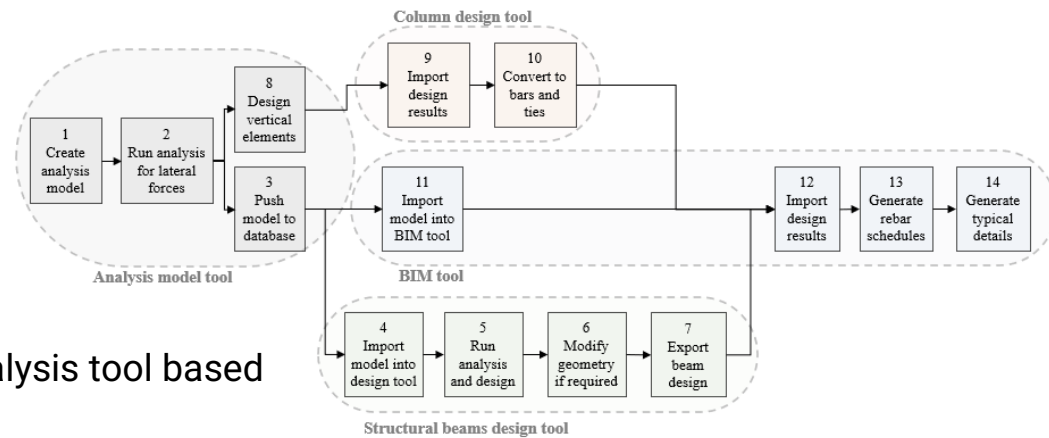 Column design tool
9
Import
design
results
10
Convert to
bars and
ties
8
Design
vertical
elements
1
Create
analysis
model
2
Run analysis
for lateral
forces
3
Push
model to
database
Analysis model tool
11
Import
model into
BIM tool
12
Import
design
results
13
Generate
rebar
schedules
14
Generate
typical
details
BIM tool
4
Import
model into
design tool
5
Run
analysis
and design
6
Modify
geometry
if required
7
Export
beam
design
Structural beams design tool
alysis tool based